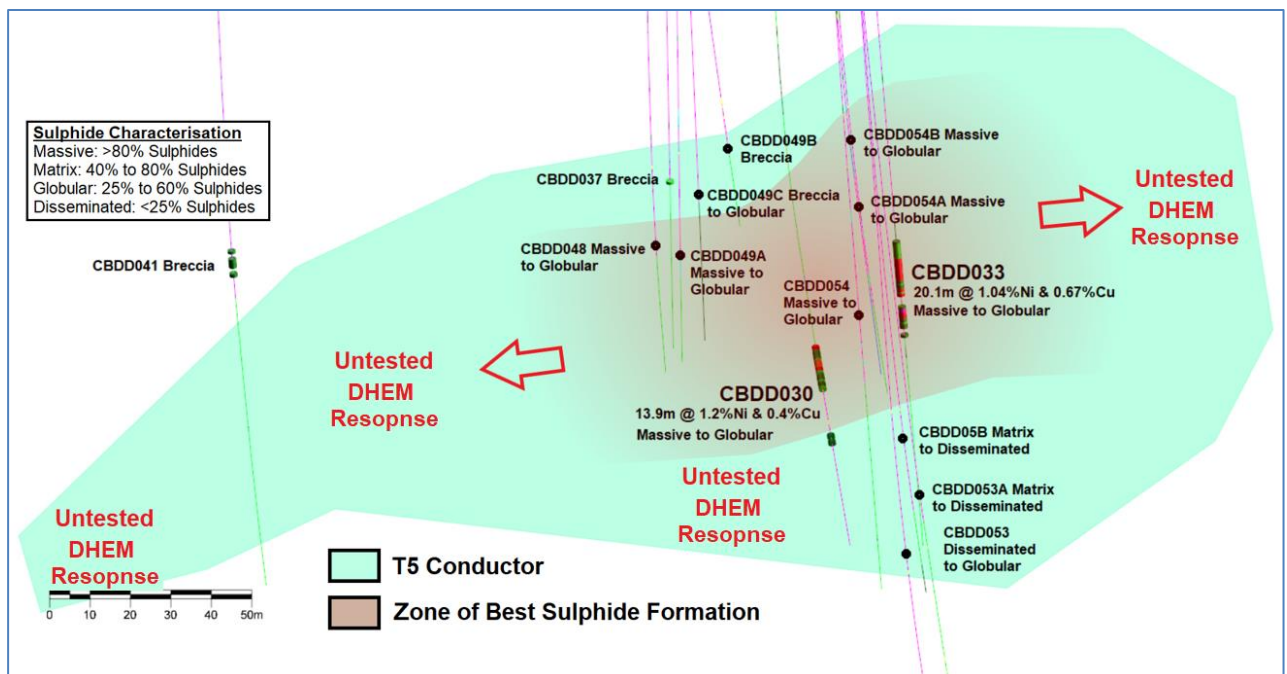 Sulphide Characterisation
Massive: >80% Sulphides
Matrix: 40% to 80% Sulphides
Globular: 25% to 60% Sulphides
Disseminated: <25% Sulphides
CBDD041 Breccia
CBDD037 Breccia
CBDD049B
Breccia
CBDD049C Breccia
to Globular
CBDD048 Massive
to Globular
CBDD049A
Massive to
Globular
CBDD054B Massive
to Globular
CBDD054A Massive
to Globular
CBDD054
Massive to
Globular
CBDD033
20.1m @ 1.04%Ni & 0.67%Cu
Massive to Globular
CBDD030
13.9m @ 1.2%Ni & 0.4%Cu
Massive to Globular
CBDD05B Matrix
to Disseminated
CBDD053A Matrix
to Disseminated
CBDD053
Disseminated
to Globular
Untested
DHEM
Resopnse
Untested
DHEM
Resopnse
Untested
DHEM
Resopnse
Untested
DHEM
Resopnse
0 10 20 30 40 50m
T5 Conductor
Zone of Best Sulphide Formation